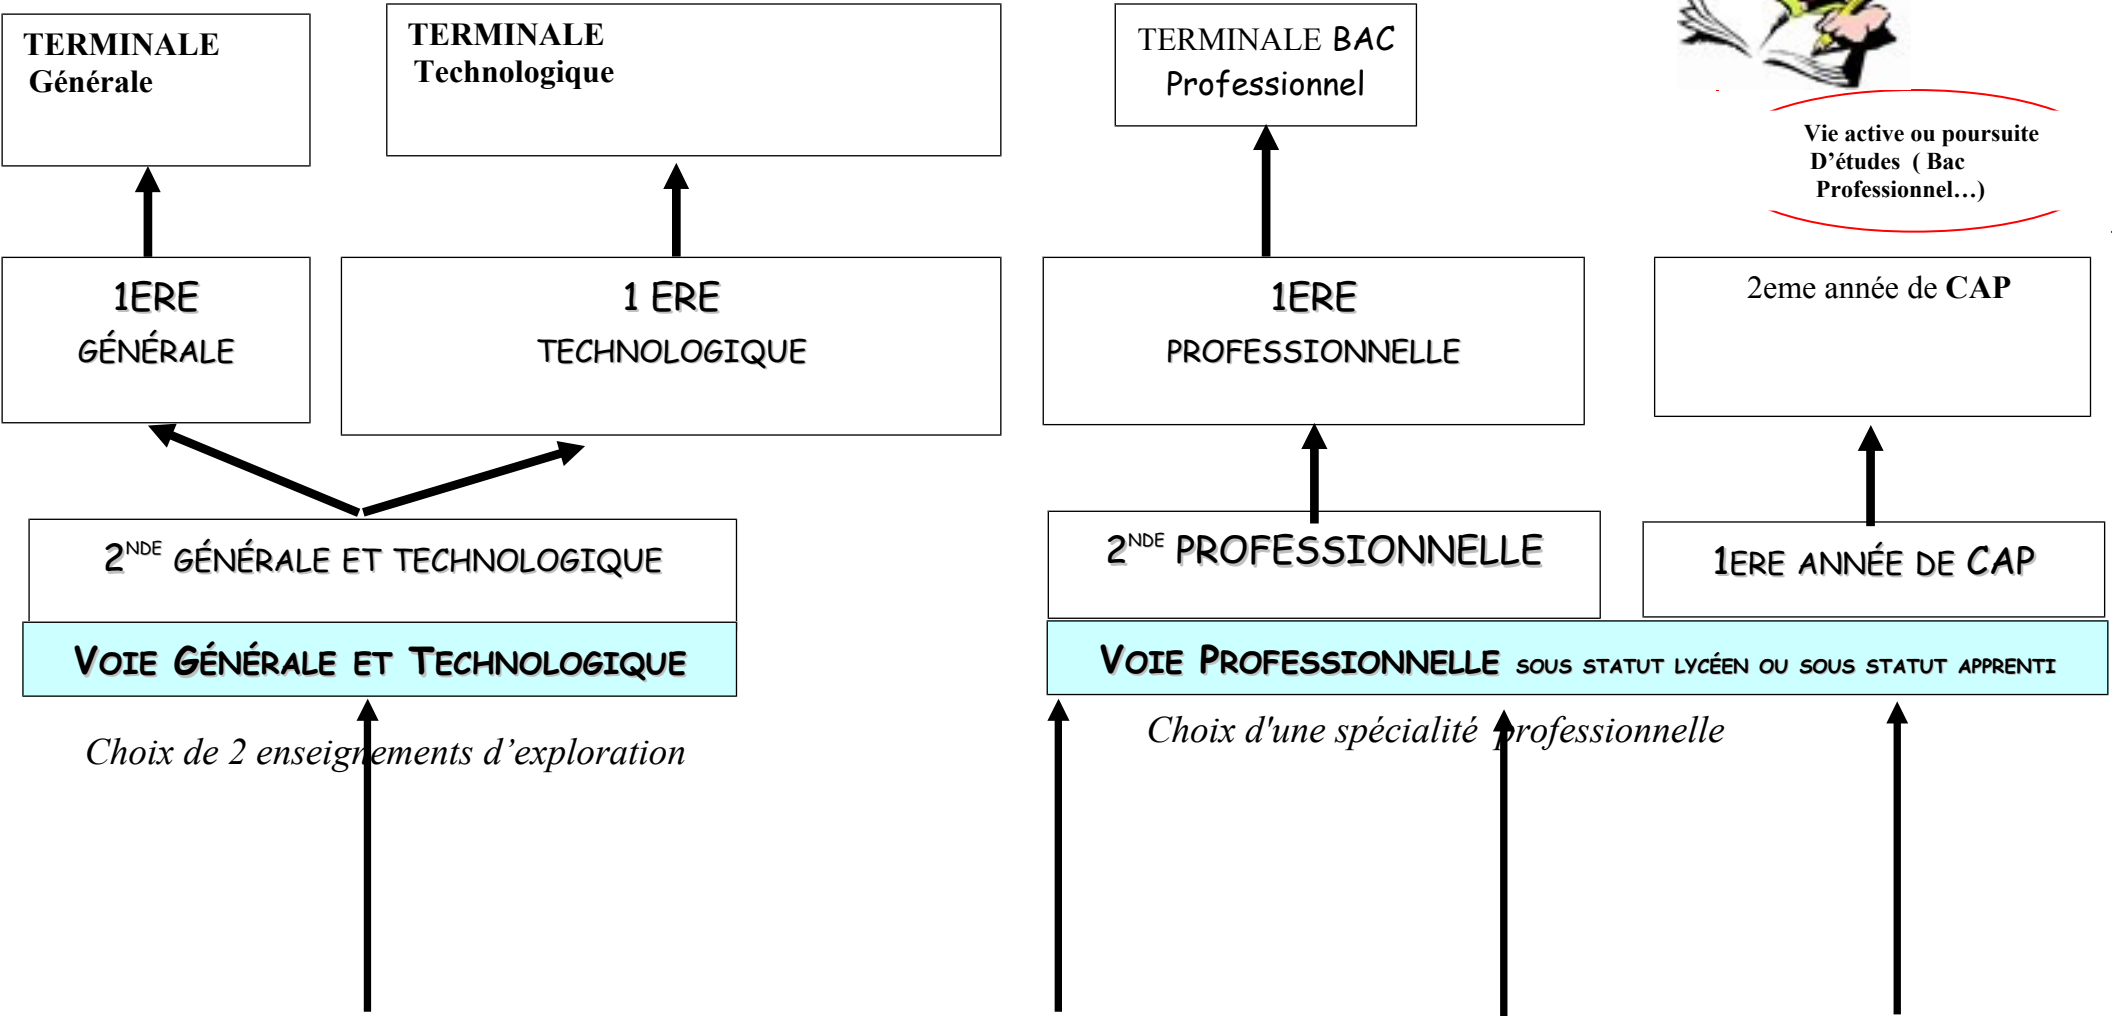 TERMINALE
Générale
TERMINALE
Technologique
TERMINALE BAC
Professionnel
Vie active ou poursuite
D’études ( Bac
Professionnel…)
1ERE
GÉNÉRALE
1 ERE
TECHNOLOGIQUE
1ERE
PROFESSIONNELLE
2eme année de CAP
2NDE GÉNÉRALE ET TECHNOLOGIQUE
2NDE PROFESSIONNELLE
1ERE ANNÉE DE CAP
VOIE GÉNÉRALE ET TECHNOLOGIQUE
VOIE PROFESSIONNELLE SOUS STATUT LYCÉEN OU SOUS STATUT APPRENTI
Choix de 2 enseignements d’exploration
Choix d'une spécialité professionnelle